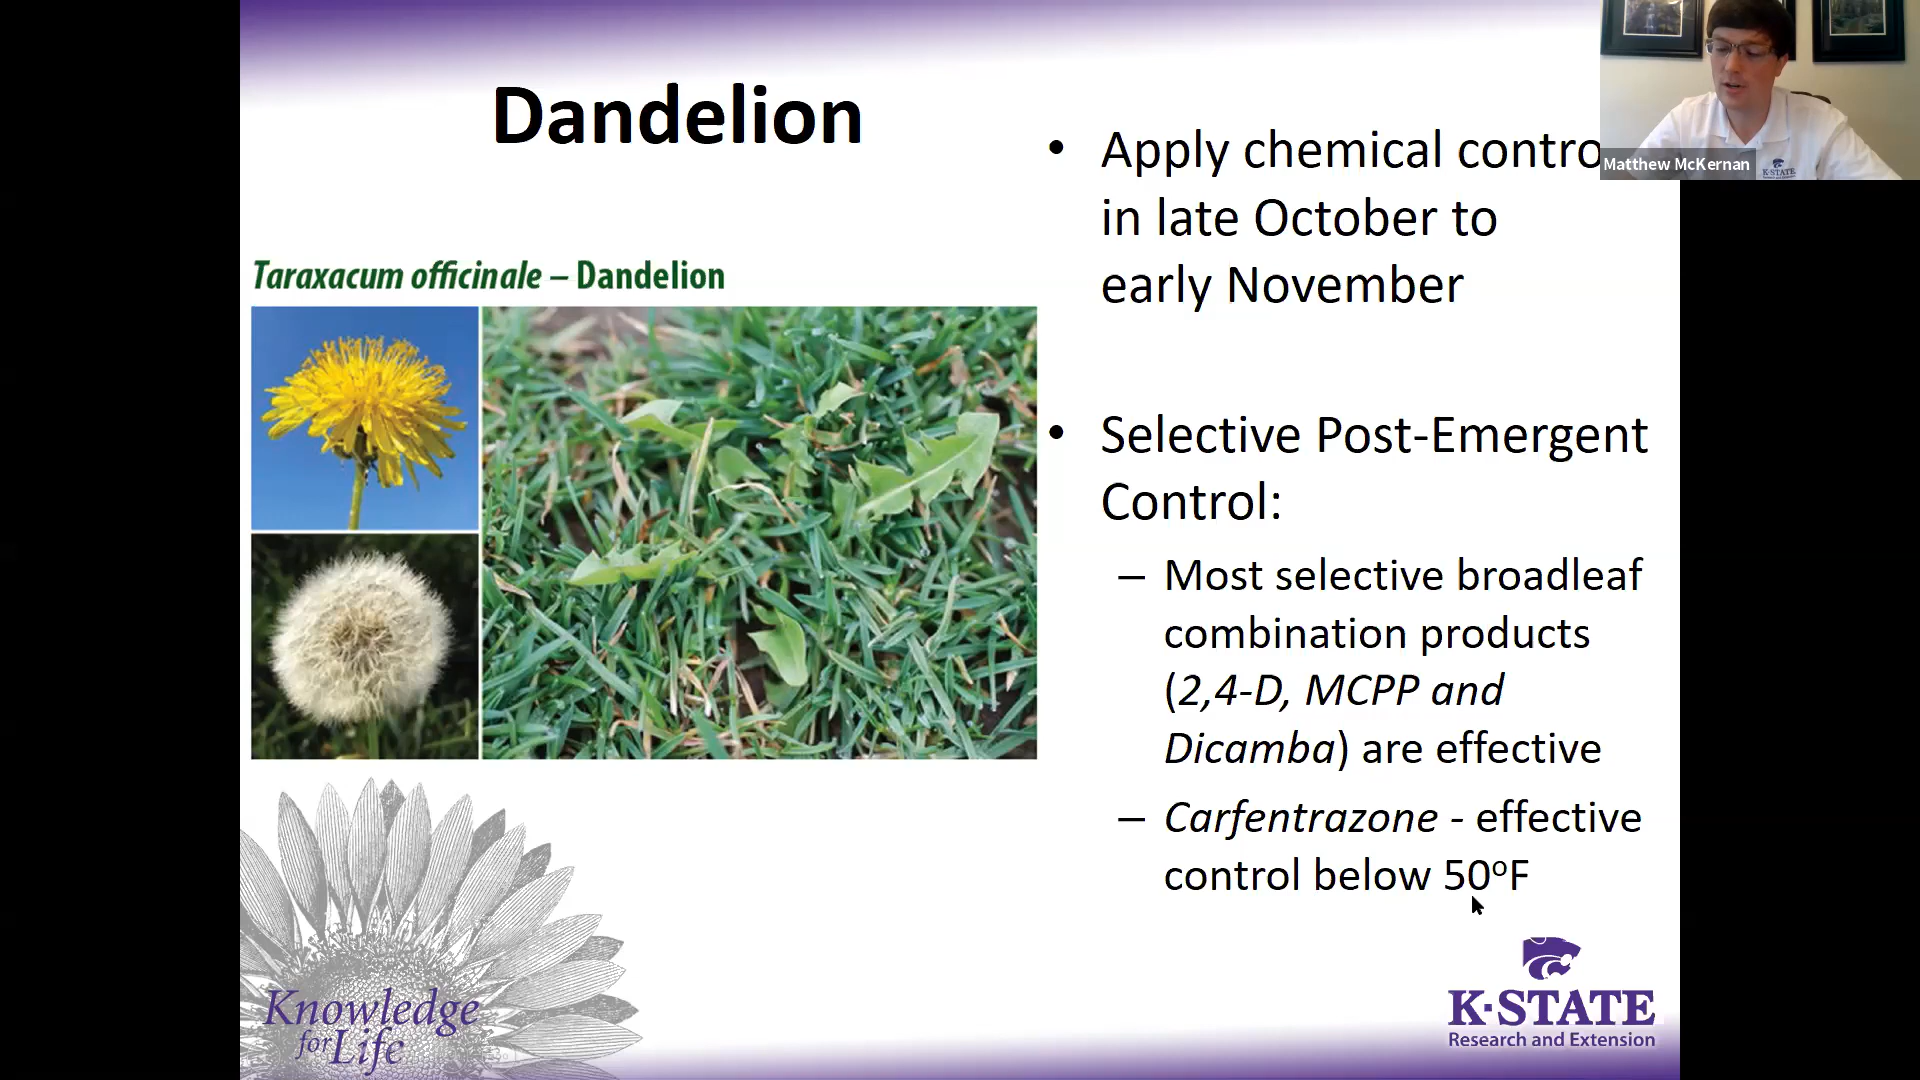 Dandelion
Taraxacum officinale – Dandelion
• Apply chemical contro
in late October to
early November
• Selective Post-Emergent
Control:
– Most selective broadleaf
combination products
(2,4-D, MCPP and
Dicamba) are effective
– Carfentrazone - effective
control below 50ºF
Knowledge
for Life
K·STATE
Research and Extension
Matthew McKernan
K-STATE